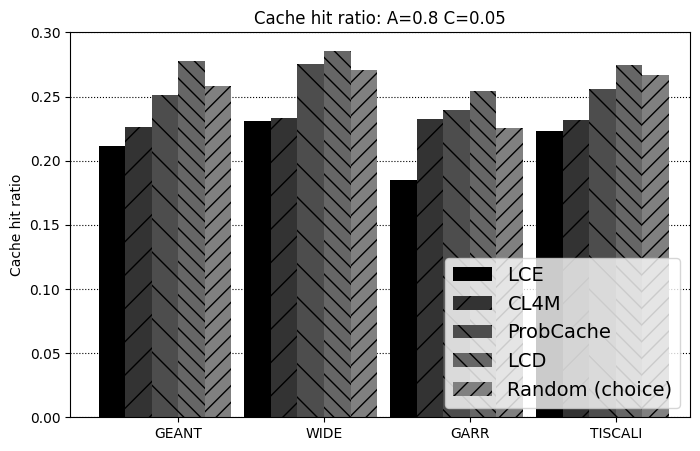 Cache hit ratio: A=0.8 C=0.05
Cache hit ratio
0.30
0.25
0.20
0.15
0.10
0.05
0.00
GEANT
WIDE
GARR
TISCALI
LCE
CL4M
ProbCache
LCD
Random (choice)